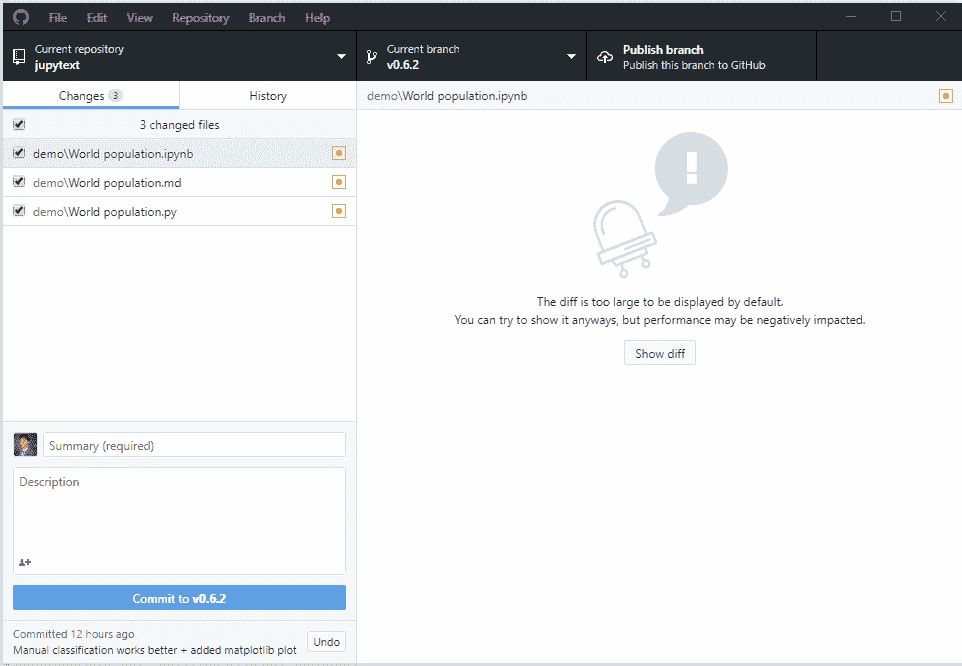 File Edit View Repository Branch Help
Current repository
jupytext
Current branch
v0.6.2
Publish branch
Publish this branch to GitHub
Changes 3
History
3 changed files
demo\World population.ipynb
demo\World population.md
demo\World population.py
demo\World population.ipynb
The diff is too large to be displayed by default.
You can try to show it anyways, but performance may be negatively impacted.
Show diff
Summary (required)
Description
Commit to v0.6.2
Committed 12 hours ago
Manual classification works better + added matplotlib plot
Undo